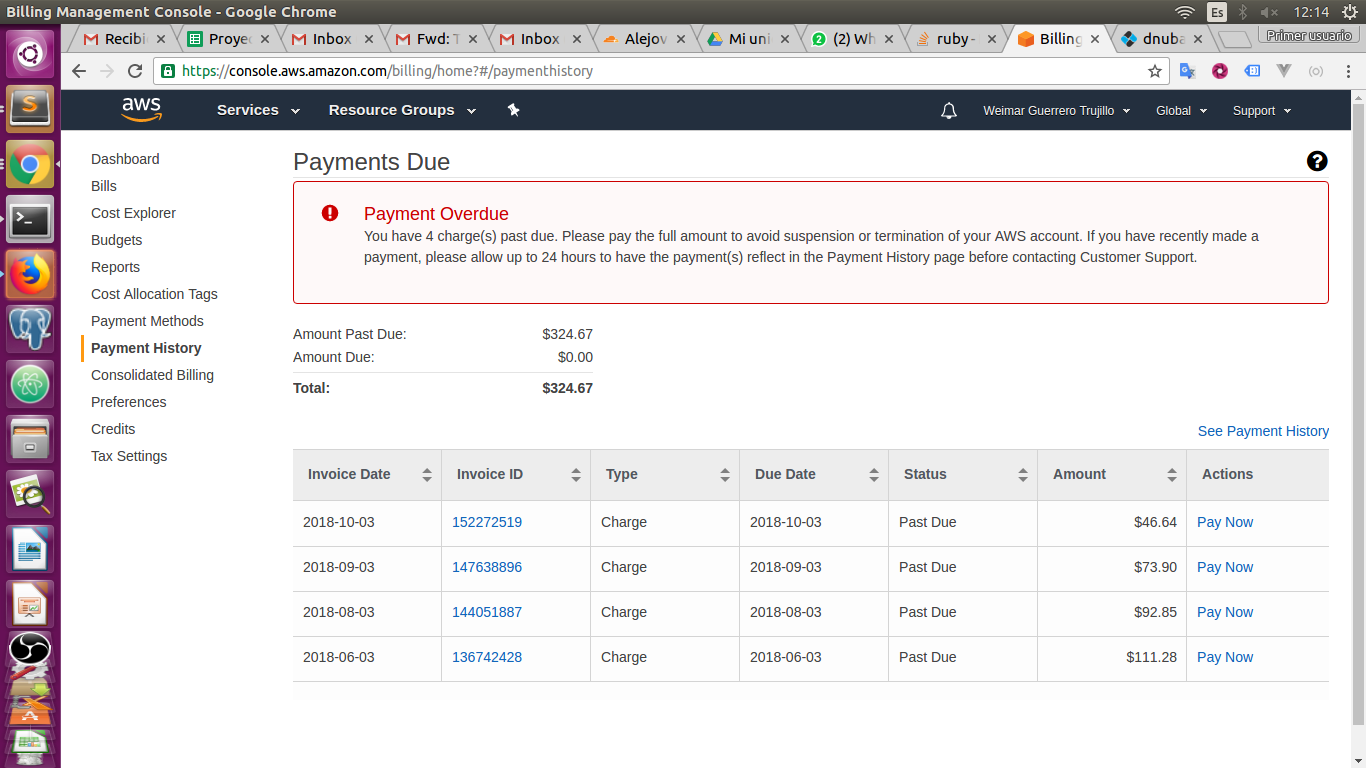 Billing Management Console - Google Chrome
Es
12:14
Recibi
Proye
Inbox
Fwd: T
Inbox
Alejov
Mi uni
(2) Wh
ruby -
Billing
dnuba
Primer usuario
https://console.aws.amazon.com/billing/home?#/paymenthistory
aws
Services
Resource Groups
Weimar Guerrero Trujillo
Global
Support
Dashboard
Bills
Cost Explorer
Budgets
Reports
Cost Allocation Tags
Payment Methods
Payment History
Consolidated Billing
Preferences
Credits
Tax Settings
Payments Due
Payment Overdue
You have 4 charge(s) past due. Please pay the full amount to avoid suspension or termination of your AWS account. If you have recently made a
payment, please allow up to 24 hours to have the payment(s) reflect in the Payment History page before contacting Customer Support.
Amount Past Due: $324.67
Amount Due: $0.00
Total: $324.67
See Payment History
Invoice Date Invoice ID Type Due Date Status Amount Actions
2018-10-03 152272519 Charge 2018-10-03 Past Due $46.64 Pay Now
2018-09-03 147638896 Charge 2018-09-03 Past Due $73.90 Pay Now
2018-08-03 144051887 Charge 2018-08-03 Past Due $92.85 Pay Now
2018-06-03 136742428 Charge 2018-06-03 Past Due $111.28 Pay Now